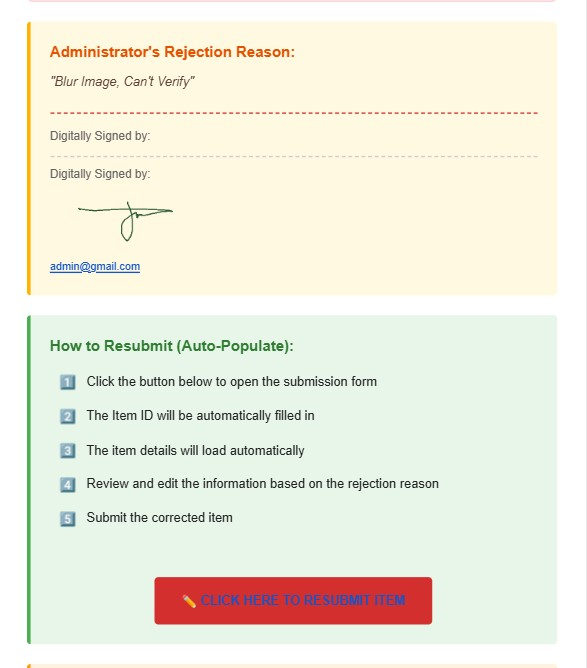 Administrator's Rejection Reason:
"Blur Image, Can't Verify"
Digitally Signed by:
Digitally Signed by:
admin@gmail.com
How to Resubmit (Auto-Populate):
1 Click the button below to open the submission form
2 The Item ID will be automatically filled in
3 The item details will load automatically
4 Review and edit the information based on the rejection reason
5 Submit the corrected item
✏️ CLICK HERE TO RESUBMIT ITEM